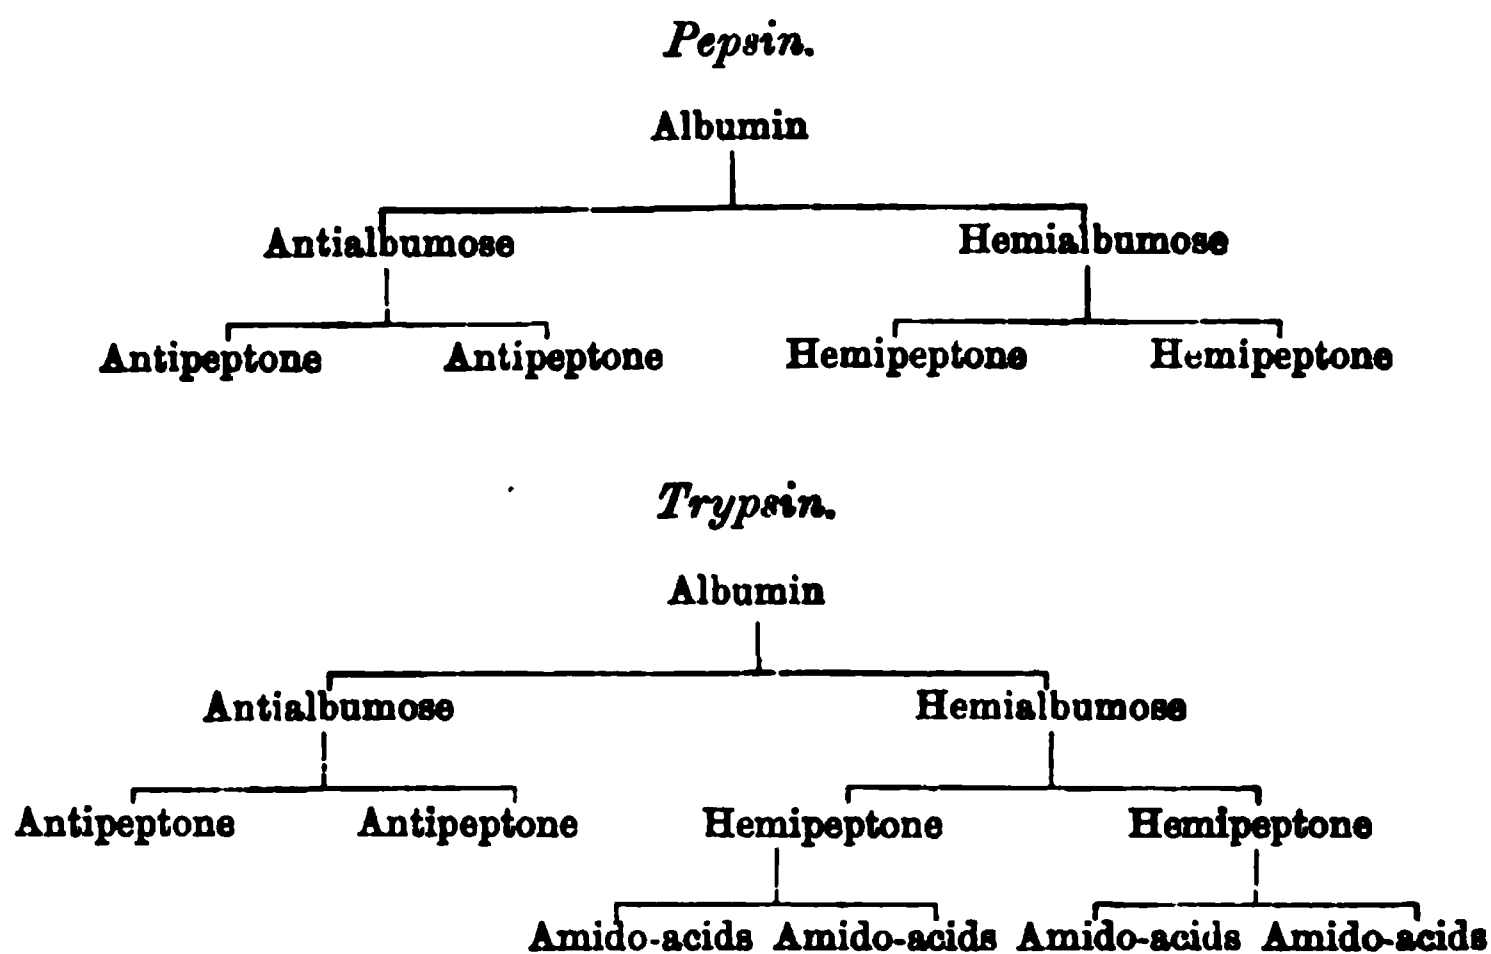 Pepsin.
Albumin
Antialbumose Hemialbumose
Antipeptone Antipeptone Hemipeptone Hemipeptone
Trypsin.
Albumin
Antialbumose Hemialbumose
Antipeptone Antipeptone Hemipeptone Hemipeptone
Amido-acids Amido-acids Amido-acids Amido-acids